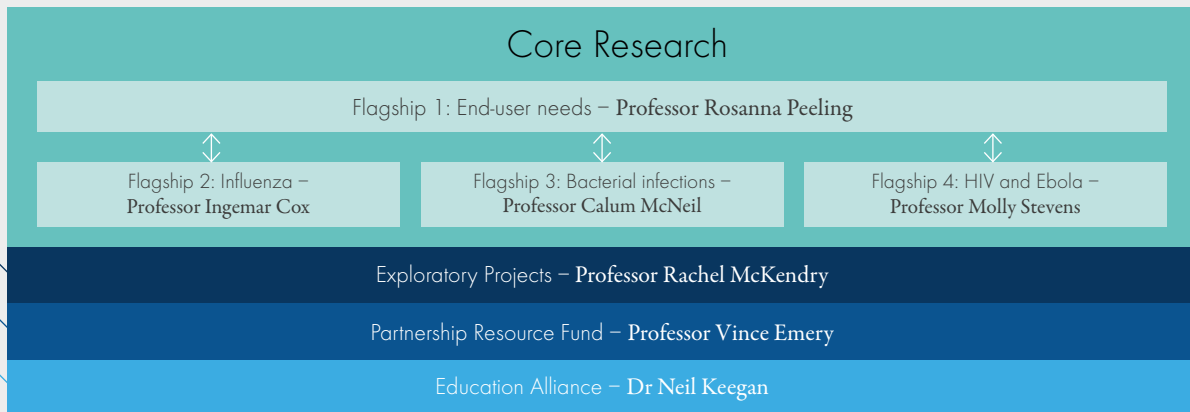 Core Research
Flagship 1: End-user needs – Professor Rosanna Peeling
Flagship 2: Influenza –
Professor Ingemar Cox
Flagship 3: Bacterial infections –
Professor Calum McNeil
Flagship 4: HIV and Ebola –
Professor Molly Stevens
Exploratory Projects – Professor Rachel McKendry
Partnership Resource Fund – Professor Vince Emery
Education Alliance – Dr Neil Keegan